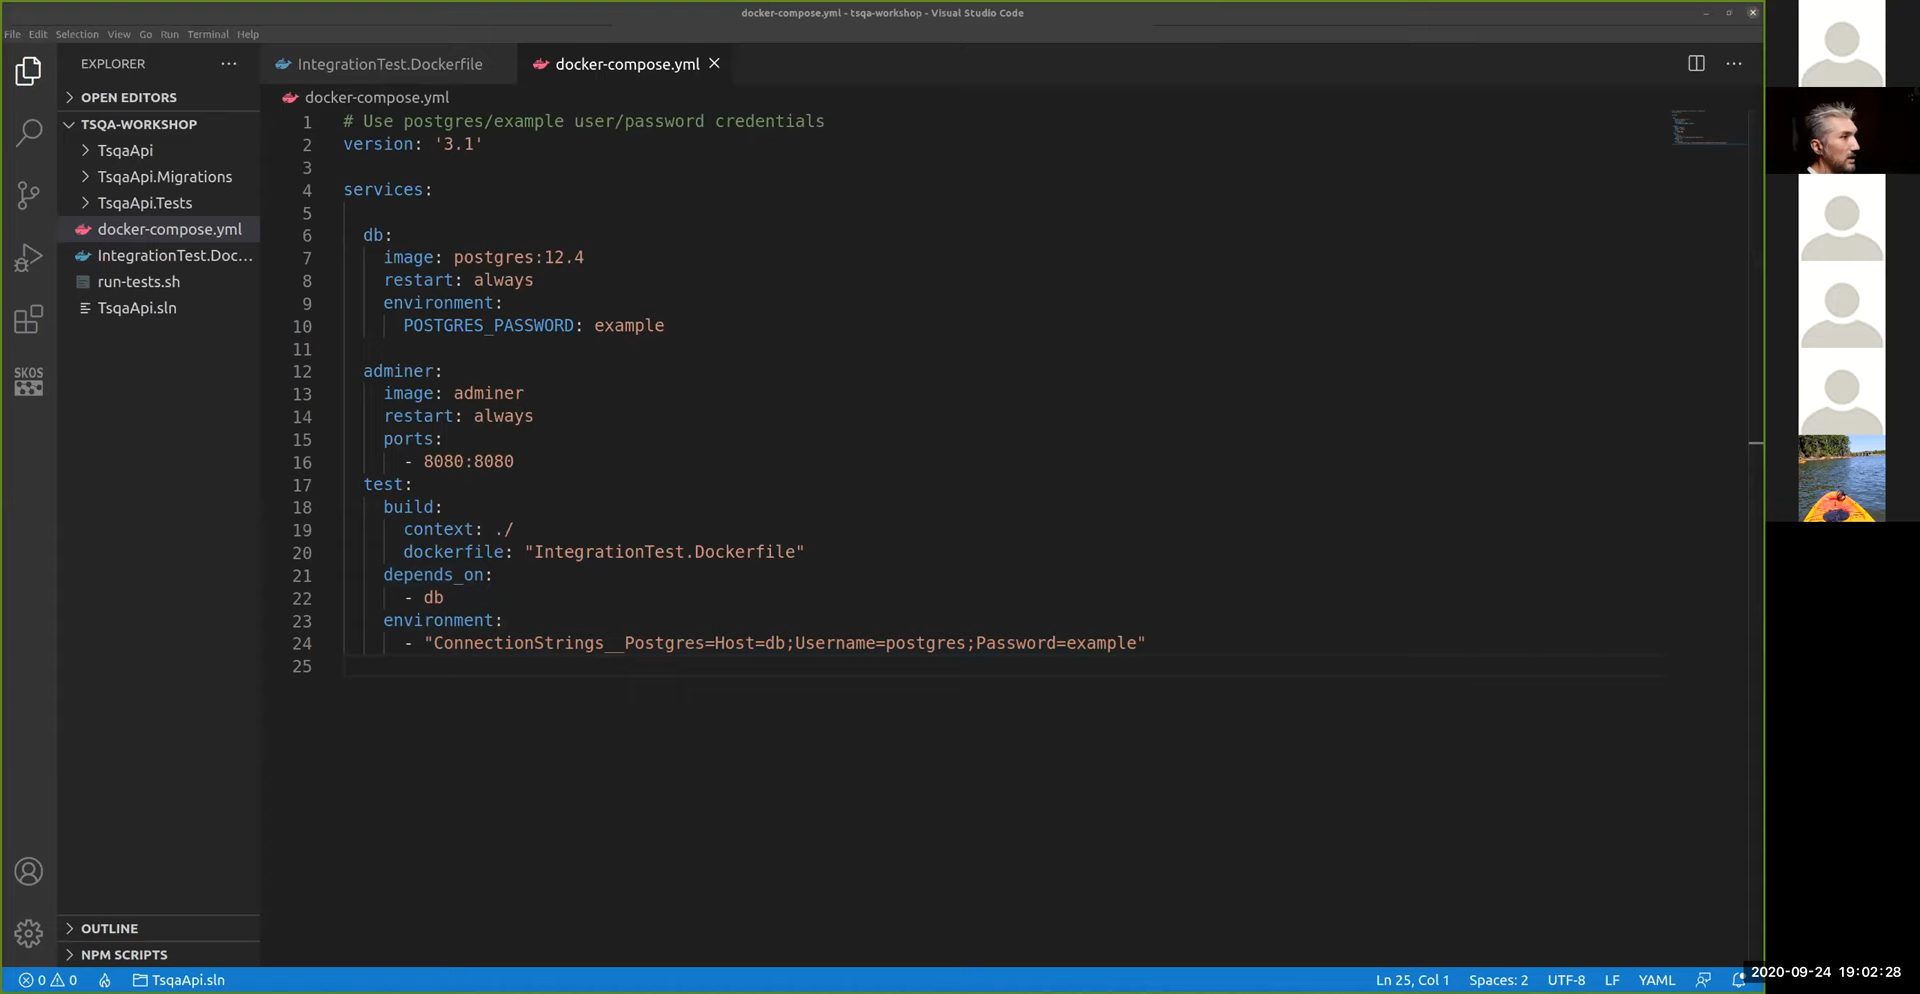 docker-compose.yml - tsqa-workshop - Visual Studio Code
File Edit Selection View Go Run Terminal Help
EXPLORER
OPEN EDITORS
TSQA-WORKSHOP
TsqaApi
TsqaApi.Migrations
TsqaApi.Tests
docker-compose.yml
IntegrationTest.Doc...
run-tests.sh
TsqaApi.sln
SKOS
OUTLINE
NPM SCRIPTS
IntegrationTest.Dockerfile
docker-compose.yml
docker-compose.yml
1 # Use postgres/example user/password credentials
2 version: '3.1'
3
4 services:
5
6 db:
7 image: postgres:12.4
8 restart: always
9 environment:
10 POSTGRES_PASSWORD: example
11
12 adminer:
13 image: adminer
14 restart: always
15 ports:
16 - 8080:8080
17 test:
18 build:
19 context: ./
20 dockerfile: "IntegrationTest.Dockerfile"
21 depends_on:
22 - db
23 environment:
24 - "ConnectionStrings__Postgres=Host=db;Username=postgres;Password=example"
25
0 0 TsqaApi.sln
Ln 25, Col 1 Spaces: 2 UTF-8 LF YAML
2020-09-24 19:02:28